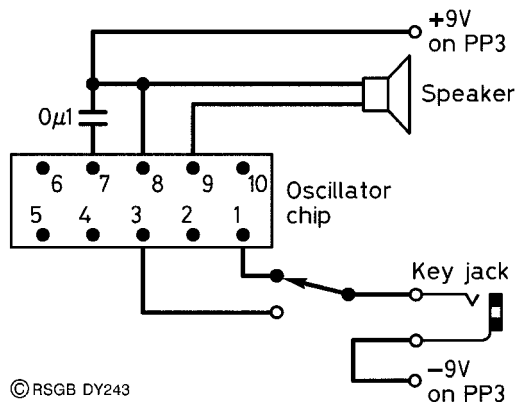 +9V
on PP3
Speaker
0µ1
6 7 8 9 10
Oscillator
chip
5 4 3 2 1
Key jack
-9V
on PP3
© RSGB DY243